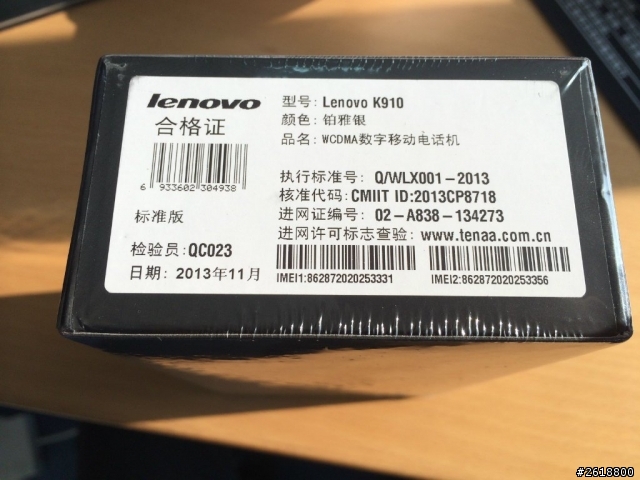 lenovo
合格证
6 933602 304938
标准版
检验员: QC023
日期: 2013年11月
型号: Lenovo K910
颜色: 铂雅银
品名: WCDMA数字移动电话机
执行标准号: Q/WLX001-2013
核准代码: CMIIT ID:2013CP8718
进网证编号: 02-A838-134273
进网许可标志查验: www.tenaa.com.cn
IMEI1:862872020253331
IMEI2:862872020253356
#2618800